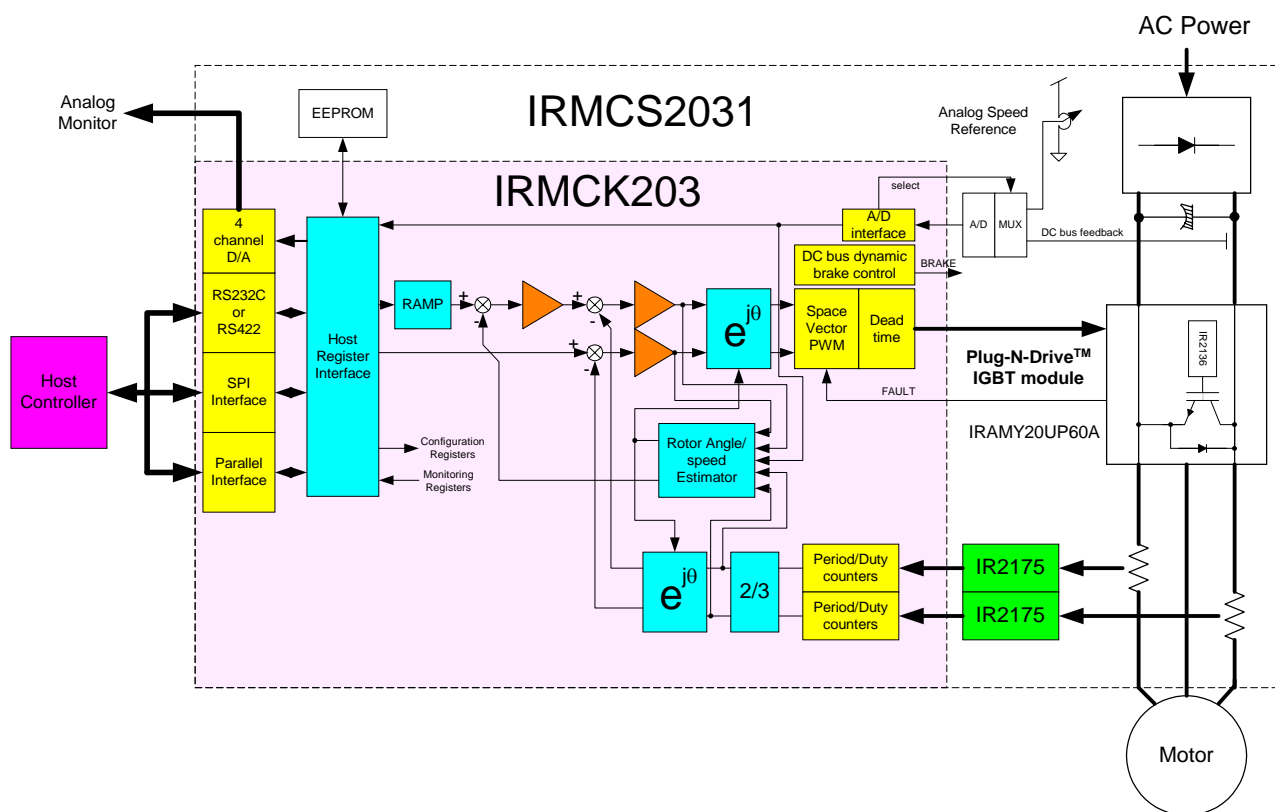 AC Power
Analog
Monitor
EEPROM
IRMCS2031
Analog Speed
Reference
IRMCK203
select
4
channel
D/A
A/D
interface
A/D
MUX
DC bus feedback
DC bus dynamic
brake control
BRAKE
RS232C
or
RS422
RAMP
+
-
+
-
e
jθ
Space
Vector
PWM
Dead
time
Host
Register
Interface
+
-
Plug-N-Drive™
IGBT module
IR2136
Host
Controller
SPI
Interface
FAULT
IRAMY20UP60A
Configuration
Registers
Rotor Angle/
speed
Estimator
Parallel
Interface
Monitoring
Registers
e
jθ
2/3
Period/Duty
counters
IR2175
Period/Duty
counters
IR2175
Motor